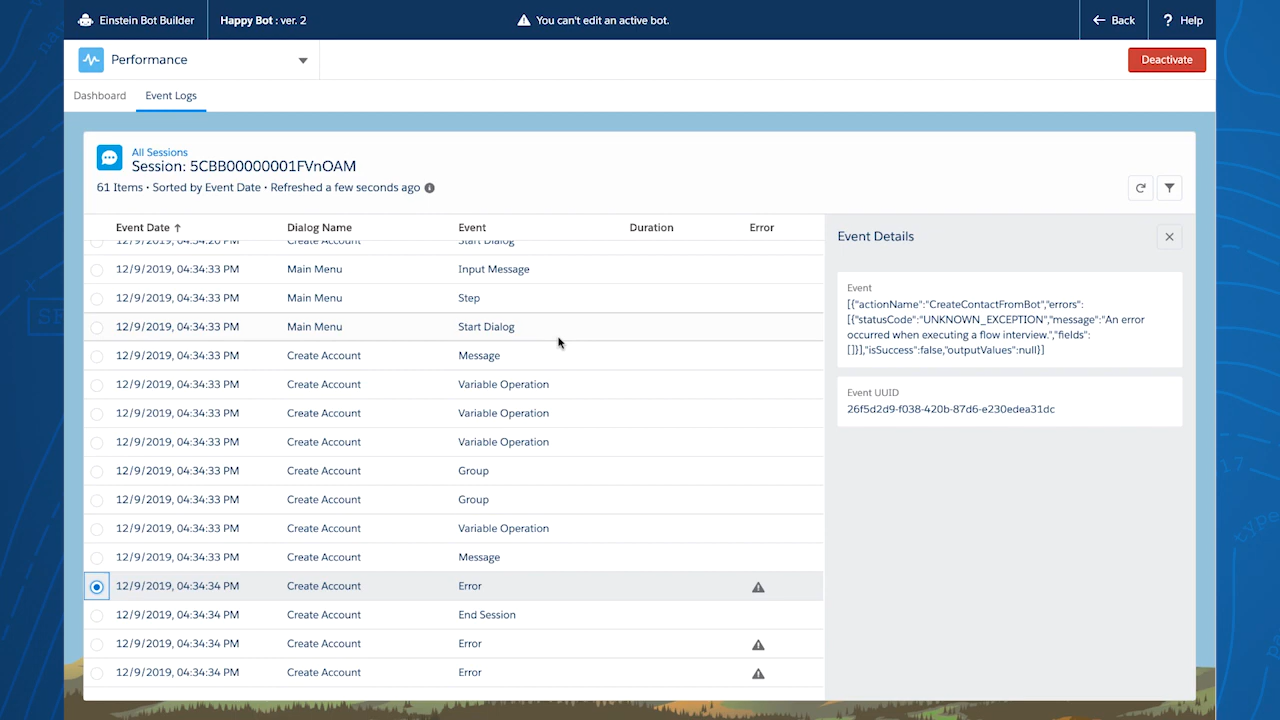 Einstein Bot Builder
Happy Bot : ver. 2
You can't edit an active bot.
Back
Help
Performance
Deactivate
Dashboard
Event Logs
All Sessions
Session: 5CBB00000001FVnOAM
61 Items • Sorted by Event Date • Refreshed a few seconds ago
Event Date Dialog Name Event Duration Error
12/9/2019, 04:34:20 PM Create Account Start Dialog
12/9/2019, 04:34:33 PM Main Menu Input Message
12/9/2019, 04:34:33 PM Main Menu Step
12/9/2019, 04:34:33 PM Main Menu Start Dialog
12/9/2019, 04:34:33 PM Create Account Message
12/9/2019, 04:34:33 PM Create Account Variable Operation
12/9/2019, 04:34:33 PM Create Account Variable Operation
12/9/2019, 04:34:33 PM Create Account Variable Operation
12/9/2019, 04:34:33 PM Create Account Group
12/9/2019, 04:34:33 PM Create Account Group
12/9/2019, 04:34:33 PM Create Account Variable Operation
12/9/2019, 04:34:33 PM Create Account Message
12/9/2019, 04:34:34 PM Create Account Error
12/9/2019, 04:34:34 PM Create Account End Session
12/9/2019, 04:34:34 PM Create Account Error
12/9/2019, 04:34:34 PM Create Account Error
Event Details
Event
[{"actionName":"CreateContactFromBot","errors":
[{"statusCode":"UNKNOWN_EXCEPTION","message":"An error
occurred when executing a flow interview.","fields":
[]}],"isSuccess":false,"outputValues":null}]
Event UUID
26f5d2d9-f038-420b-87d6-e230edea31dc